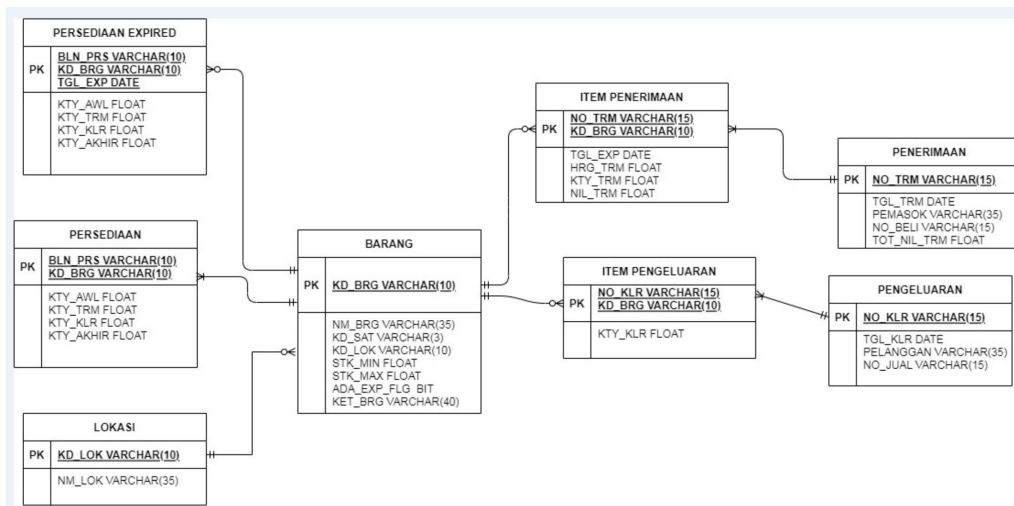 PERSEDIAAN EXPIRED
PK
BLN_PRS VARCHAR(10)
KD_BRG VARCHAR(10)
TGL_EXP DATE
KTY_AWL FLOAT
KTY_TRM FLOAT
KTY_KLR FLOAT
KTY_AKHIR FLOAT
PERSEDIAAN
PK
BLN_PRS VARCHAR(10)
KD_BRG VARCHAR(10)
KTY_AWL FLOAT
KTY_TRM FLOAT
KTY_KLR FLOAT
KTY_AKHIR FLOAT
LOKASI
PK
KD_LOK VARCHAR(10)
NM_LOK VARCHAR(35)
BARANG
PK
KD_BRG VARCHAR(10)
NM_BRG VARCHAR(35)
KD_SAT VARCHAR(3)
KD_LOK VARCHAR(10)
STK_MIN FLOAT
STK_MAX FLOAT
ADA_EXP_FLG BIT
KET_BRG VARCHAR(40)
ITEM PENERIMAAN
PK
NO_TRM VARCHAR(15)
KD_BRG VARCHAR(10)
TGL_EXP DATE
HRG_TRM FLOAT
KTY_TRM FLOAT
NIL_TRM FLOAT
ITEM PENGELUARAN
PK
NO_KLR VARCHAR(15)
KD_BRG VARCHAR(10)
KTY_KLR FLOAT
PENERIMAAN
PK
NO_TRM VARCHAR(15)
TGL_TRM DATE
PEMASOK VARCHAR(35)
NO_BELI VARCHAR(15)
TOT_NIL_TRM FLOAT
PENGELUARAN
PK
NO_KLR VARCHAR(15)
TGL_KLR DATE
PELANGGAN VARCHAR(35)
NO_JUAL VARCHAR(15)